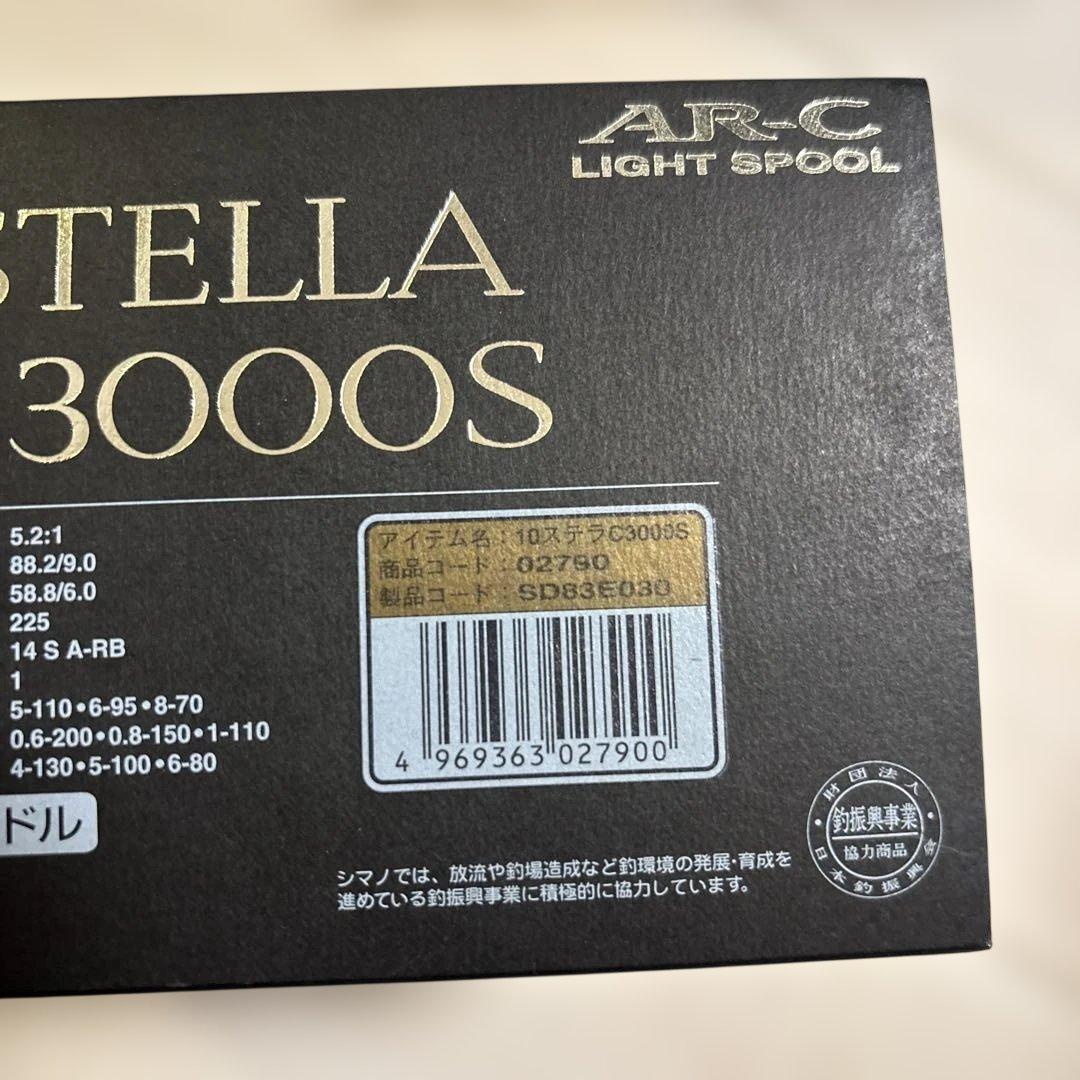 AR-C
LIGHT SPOOL
STELLA
3000S
5.2:1
88.2/9.0
58.8/6.0
225
14 S A-RB
1
5-110•6-95•8-70
0.6-200•0.8-150•1-110
4-130•5-100•6-80
ドル
アイテム名：10ステラC3000S
商品コード：02790
製品コード：SD83E030
4 969363 027900
財団法人
釣振興事業
協力商品
日本釣振興会
シマノでは、放流や釣場造成など釣環境の発展・育成を
進めている釣振興事業に積極的に協力しています。